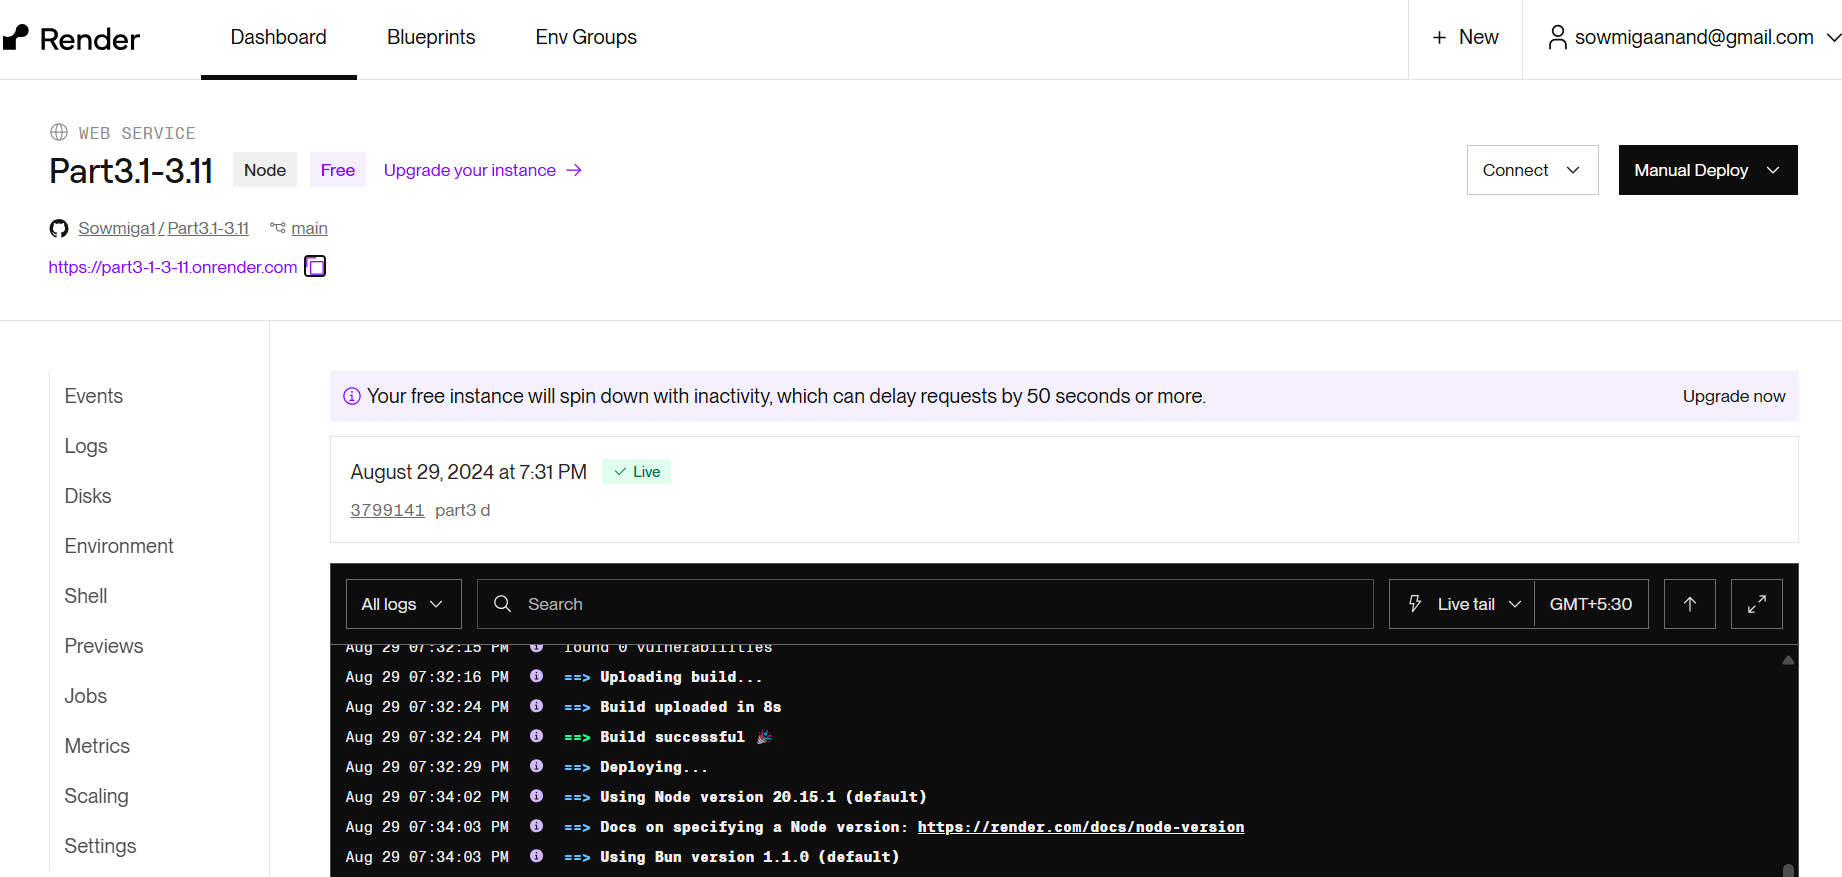 Render Dashboard Blueprints Env Groups + New sowmigaanand@gmail.com
WEB SERVICE
Part3.1-3.11 Node Free Upgrade your instance →
Connect Manual Deploy
Sowmiga1 / Part3.1-3.11 main
https://part3-1-3-11.onrender.com
Events
Logs
Disks
Environment
Shell
Previews
Jobs
Metrics
Scaling
Settings
Your free instance will spin down with inactivity, which can delay requests by 50 seconds or more. Upgrade now
August 29, 2024 at 7:31 PM Live
3799141 part3 d
All logs Search Live tail GMT+5:30
Aug 29 07:32:15 PM found 0 vulnerabilities
Aug 29 07:32:16 PM ==> Uploading build...
Aug 29 07:32:24 PM ==> Build uploaded in 8s
Aug 29 07:32:24 PM ==> Build successful 🎉
Aug 29 07:32:29 PM ==> Deploying...
Aug 29 07:34:02 PM ==> Using Node version 20.15.1 (default)
Aug 29 07:34:03 PM ==> Docs on specifying a Node version: https://render.com/docs/node-version
Aug 29 07:34:03 PM ==> Using Bun version 1.1.0 (default)